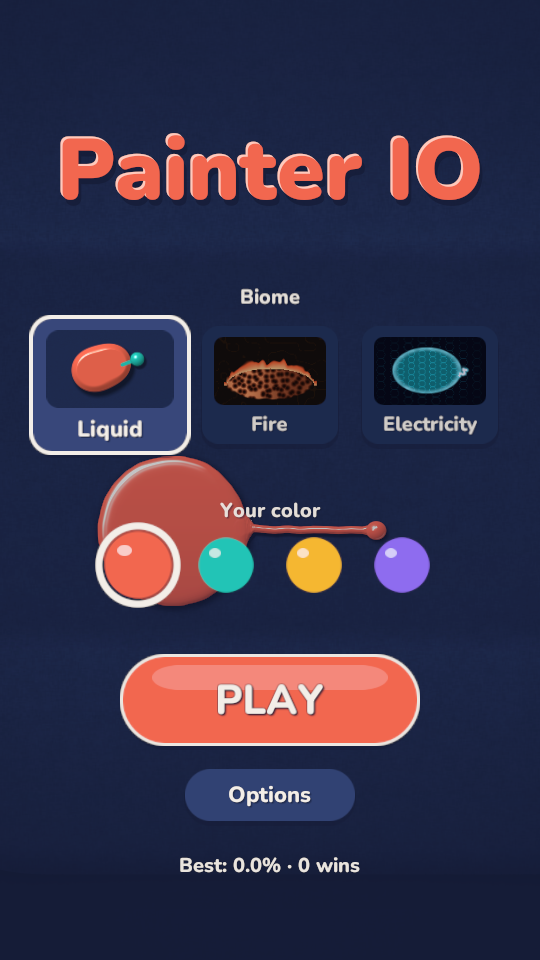 Painter IO
Biome
Liquid
Fire
Electricity
Your color
PLAY
Options
Best: 0.0% · 0 wins